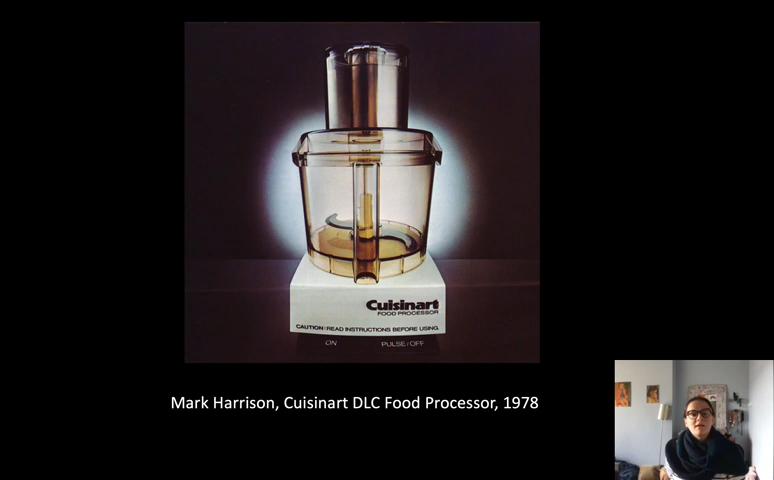 Cuisinart
FOOD PROCESSOR
CAUTION: READ INSTRUCTIONS BEFORE USING.
ON PULSE/OFF
Mark Harrison, Cuisinart DLC Food Processor, 1978